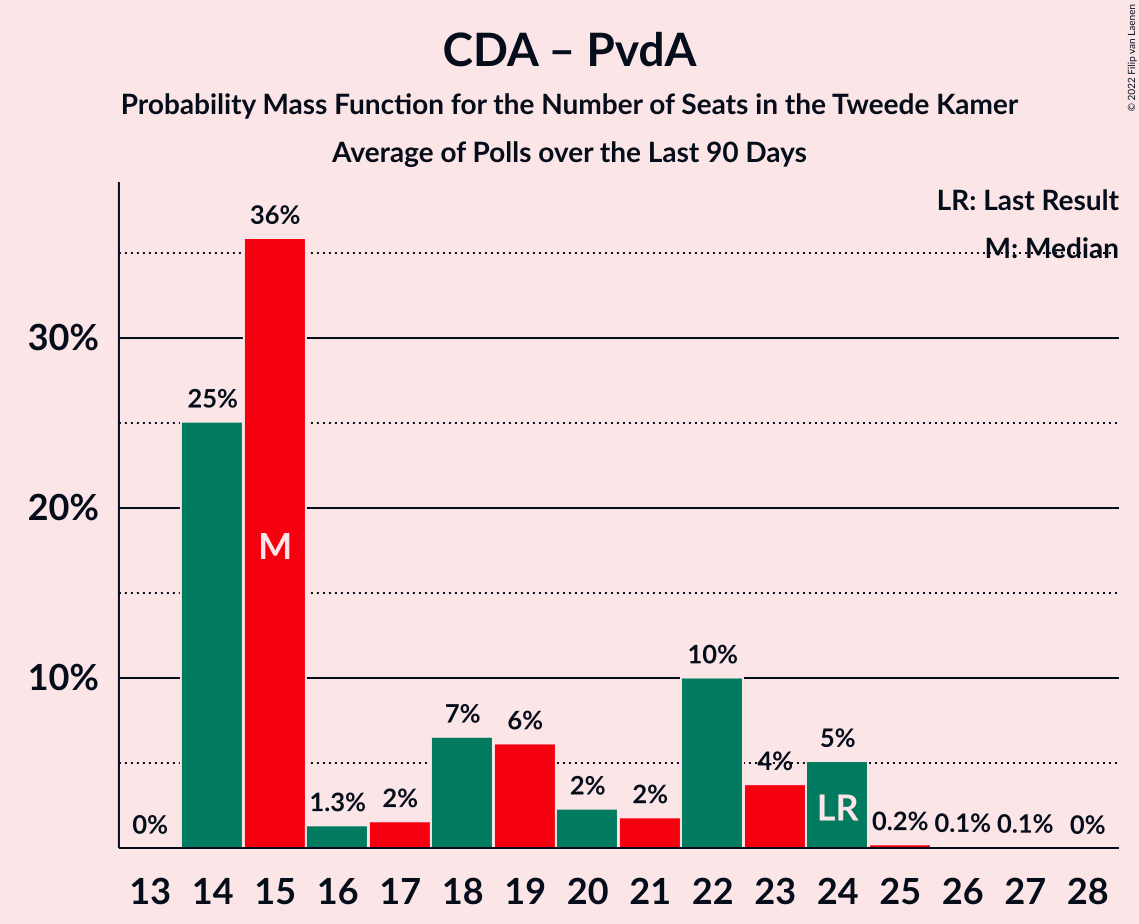 CDA – PvdA
Probability Mass Function for the Number of Seats in the Tweede Kamer
Average of Polls over the Last 90 Days
© 2022 Filip van Laenen
LR: Last Result
M: Median
30%
20%
10%
0%
25%
36%
1.3%
2%
7%
6%
2%
2%
10%
4%
5%
0.2%
0.1%
0.1%
0%
M
LR
13 14 15 16 17 18 19 20 21 22 23 24 25 26 27 28